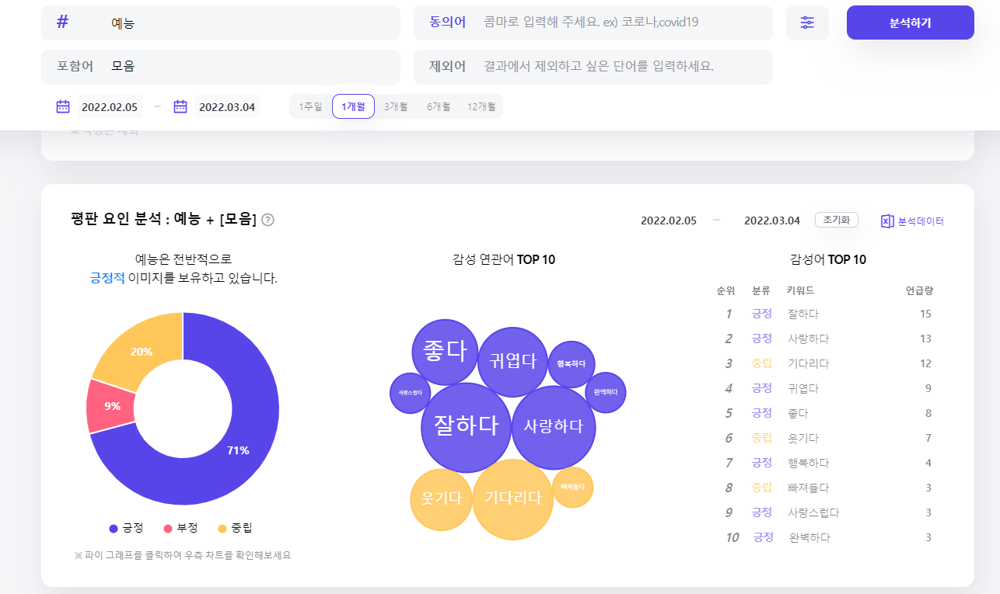 # 예능
동의어 콤마로 입력해 주세요. ex) 코로나,covid19
분석하기
포함어 모음
제외어 결과에서 제외하고 싶은 단어를 입력하세요.
2022.02.05 – 2022.03.04
1주일 1개월 3개월 6개월 12개월
평판 요인 분석 : 예능 + [모음] ?
2022.02.05 – 2022.03.04 초기화 분석데이터
예능은 전반적으로
긍정적 이미지를 보유하고 있습니다.
20%
9%
71%
긍정 부정 중립
※ 파이 그래프를 클릭하여 우측 차트를 확인해보세요
감성 연관어 TOP 10
좋다
귀엽다
행복하다
사랑스럽다
완벽하다
잘하다
사랑하다
웃기다
기다리다
빠져들다
감성어 TOP 10
순위 분류 키워드 언급량
1 긍정 잘하다 15
2 긍정 사랑하다 13
3 중립 기다리다 12
4 긍정 귀엽다 9
5 긍정 좋다 8
6 중립 웃기다 7
7 긍정 행복하다 4
8 중립 빠져들다 3
9 긍정 사랑스럽다 3
10 긍정 완벽하다 3